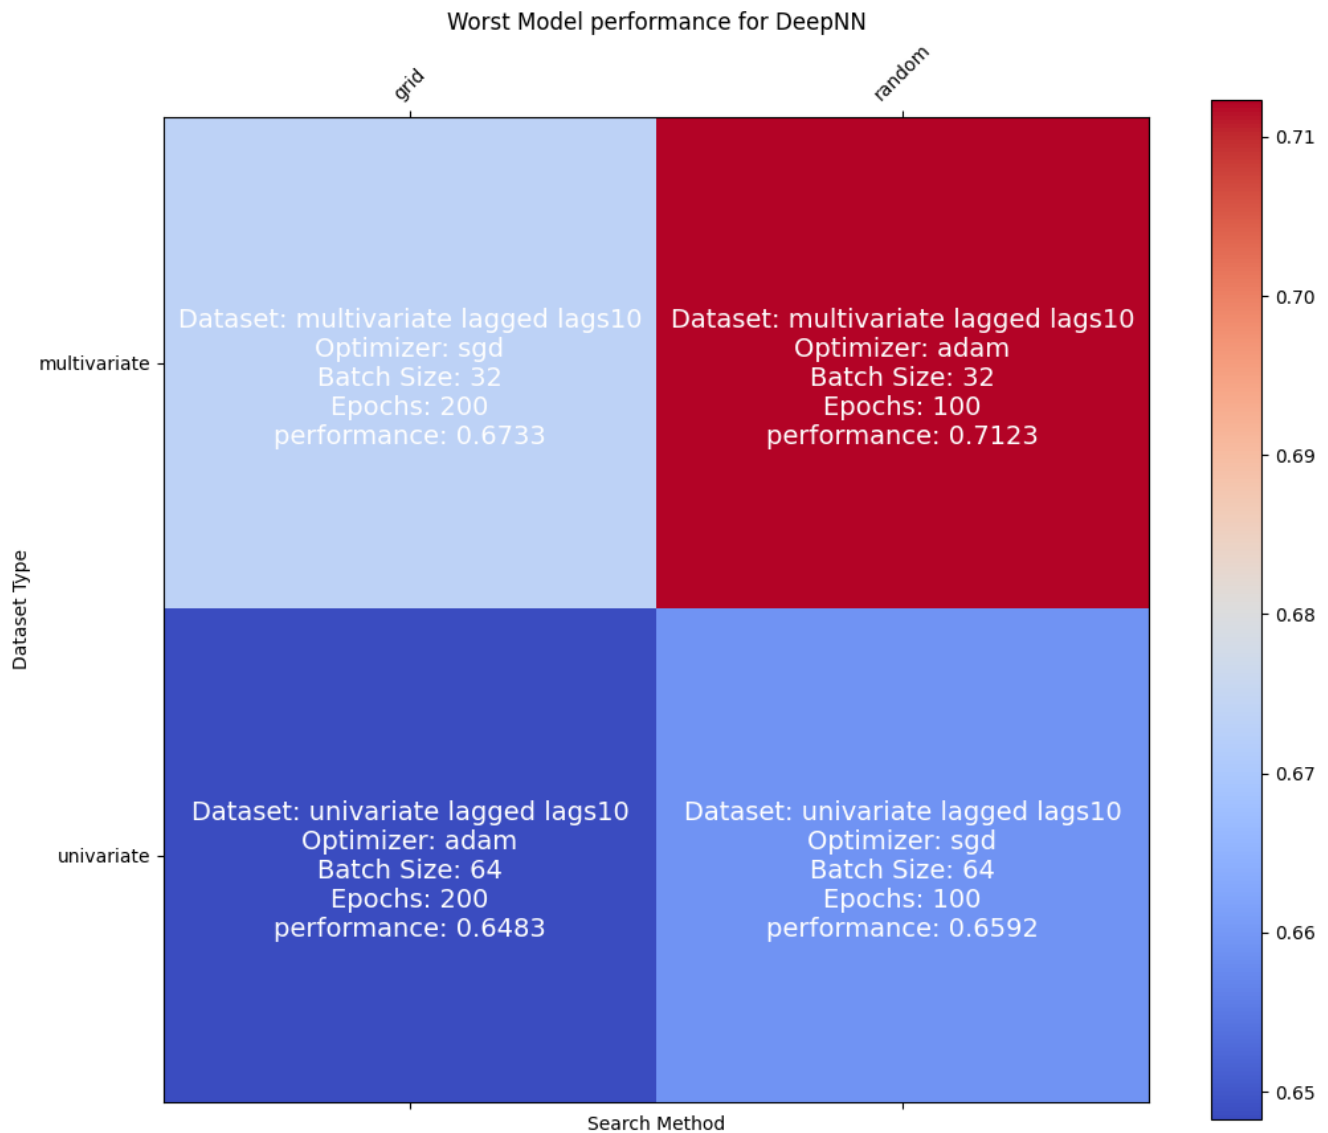 Worst Model performance for DeepNN
grid
random
Dataset Type
multivariate
Dataset: multivariate lagged lags10
Optimizer: sgd
Batch Size: 32
Epochs: 200
performance: 0.6733
Dataset: multivariate lagged lags10
Optimizer: adam
Batch Size: 32
Epochs: 100
performance: 0.7123
univariate
Dataset: univariate lagged lags10
Optimizer: adam
Batch Size: 64
Epochs: 200
performance: 0.6483
Dataset: univariate lagged lags10
Optimizer: sgd
Batch Size: 64
Epochs: 100
performance: 0.6592
Search Method
0.71
0.70
0.69
0.68
0.67
0.66
0.65